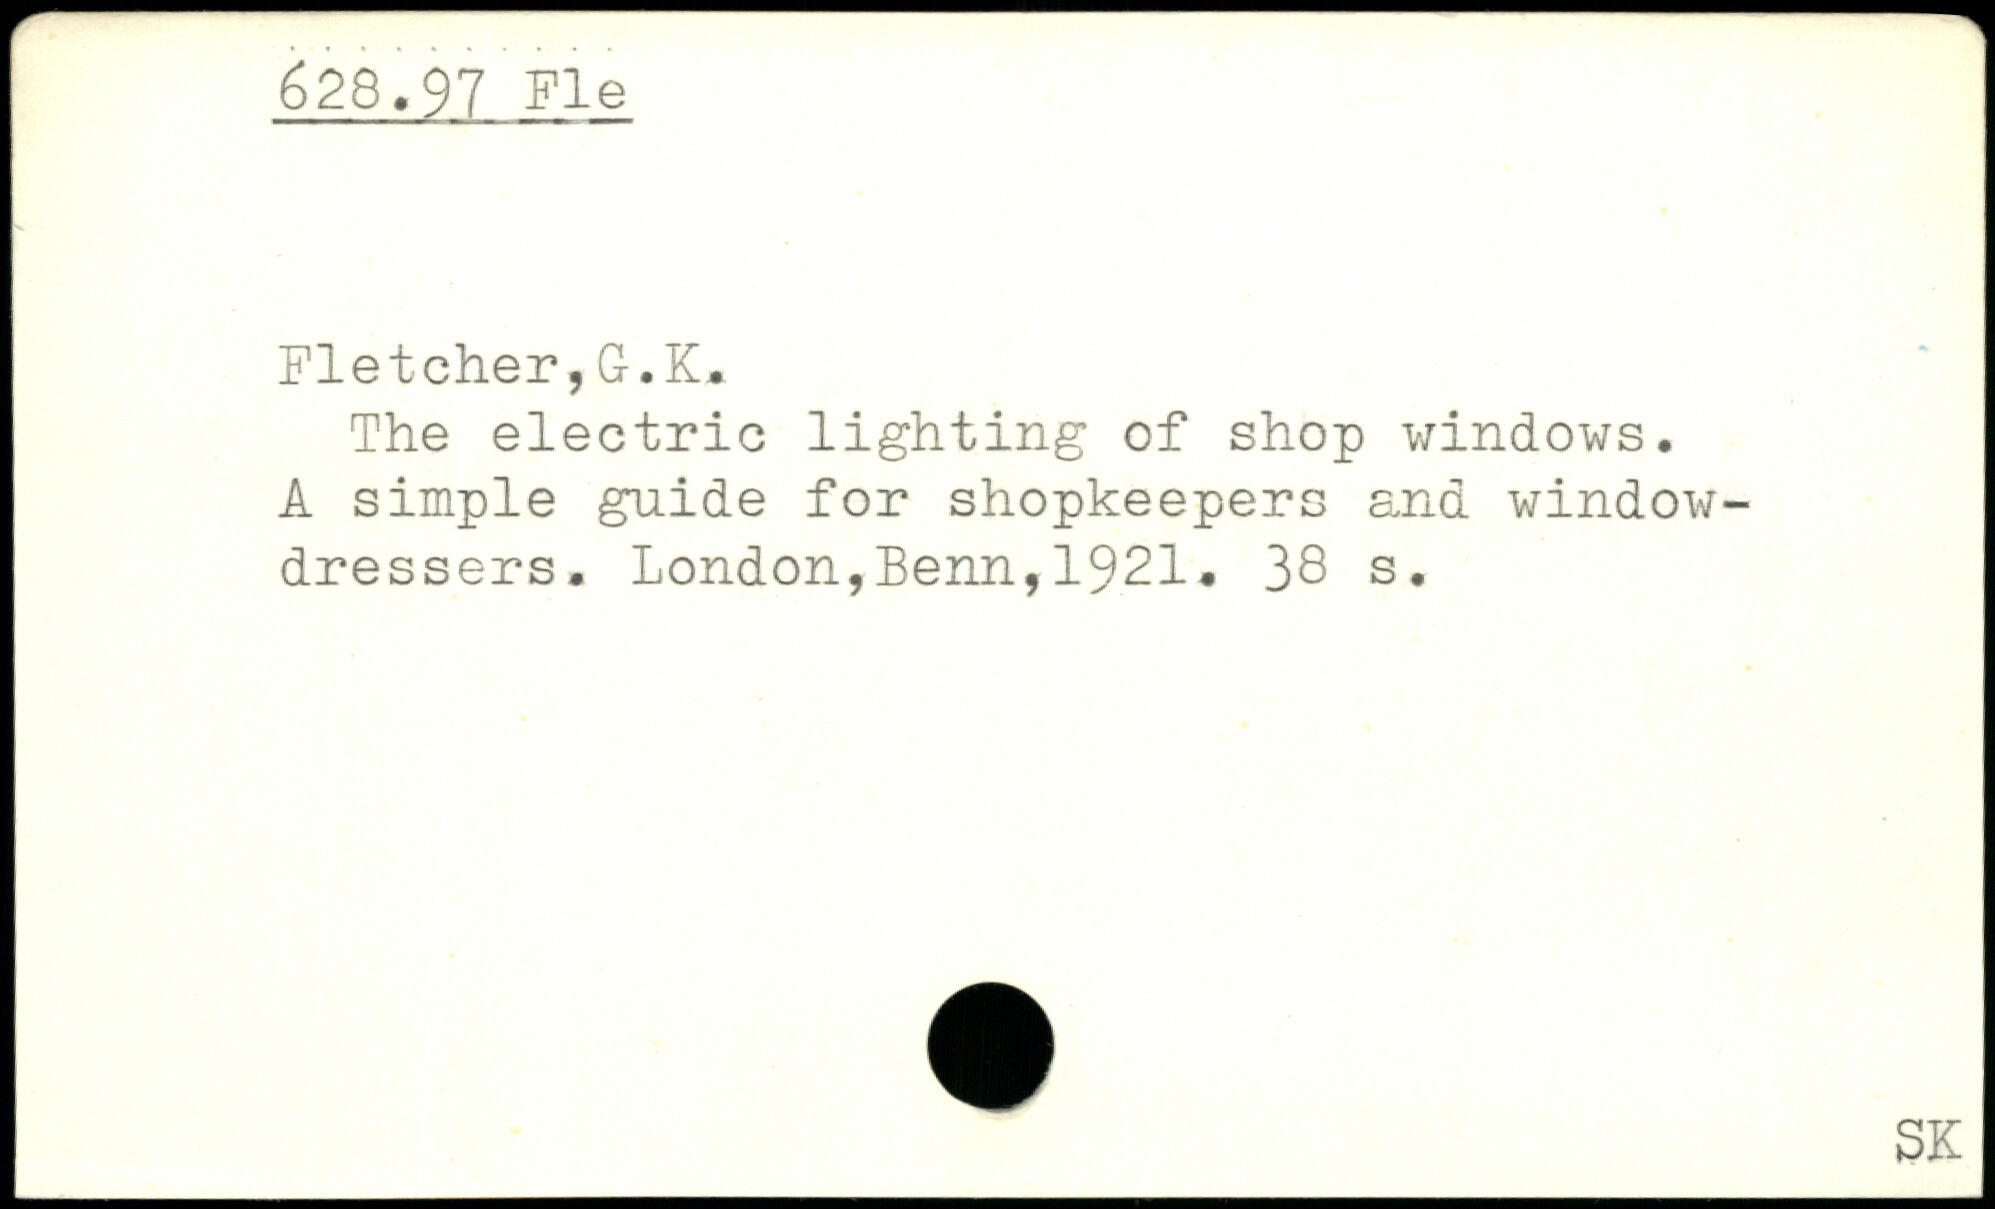 628.97 Fle
Fletcher,G.K.
The electric lighting of shop windows.
A simple guide for shopkeepers and window-
dressers. London,Benn,1921. 38 s.
SK